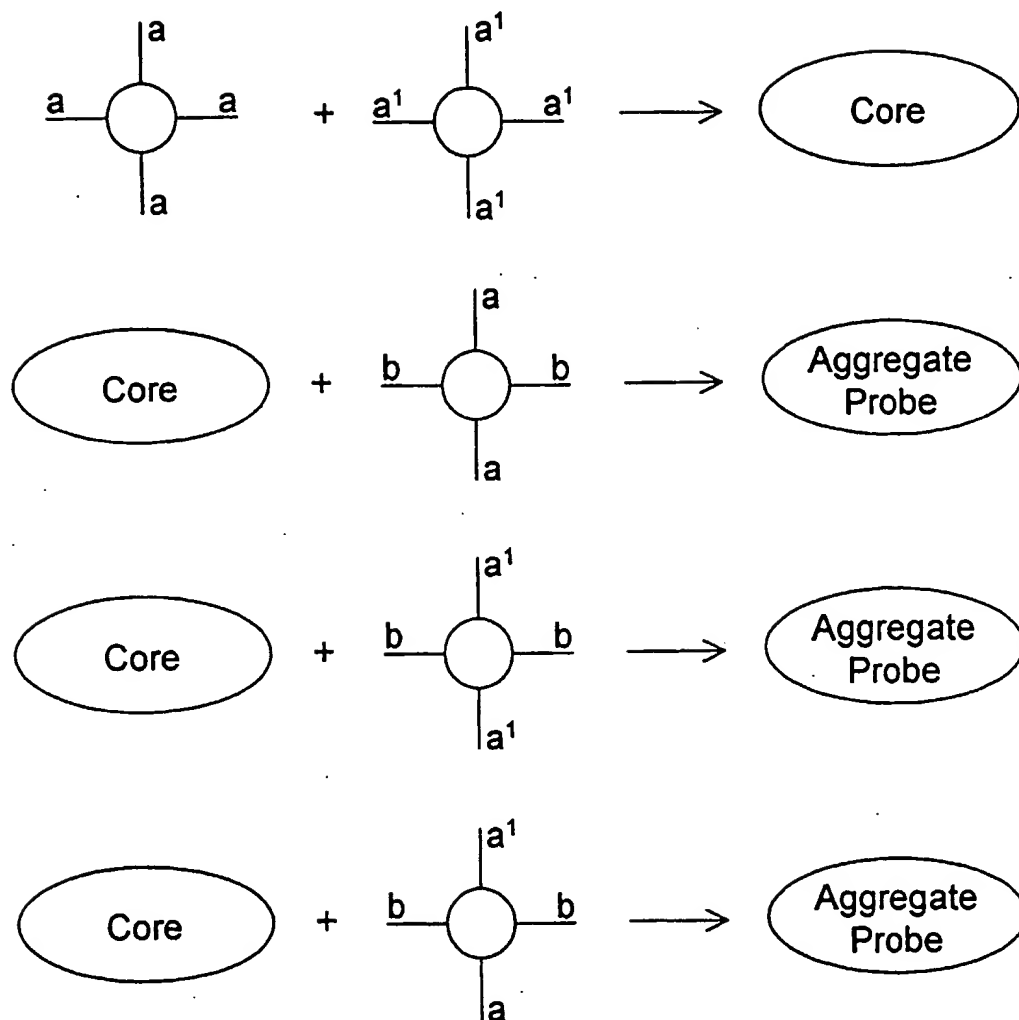 a a¹
a a + a¹ a¹ → Core
a a¹
a
Core + b b → Aggregate
Probe
a
a¹
Core + b b → Aggregate
Probe
a¹
a¹
Core + b b → Aggregate
Probe
a